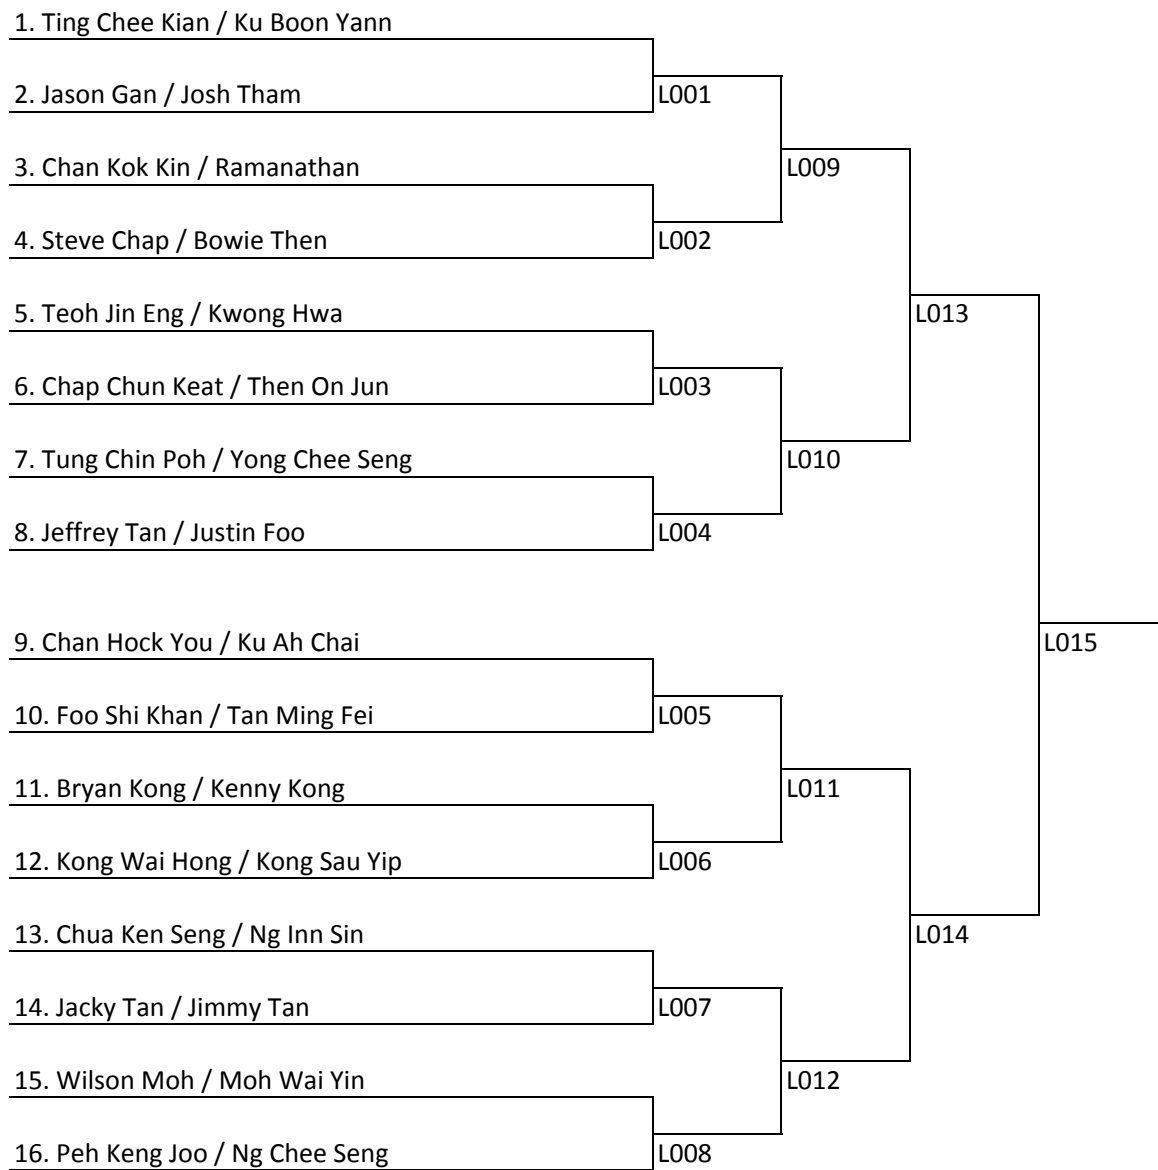 1. Ting Chee Kian / Ku Boon Yann
2. Jason Gan / Josh Tham
L001
3. Chan Kok Kin / Ramanathan
L009
4. Steve Chap / Bowie Then
L002
5. Teoh Jin Eng / Kwong Hwa
L013
6. Chap Chun Keat / Then On Jun
L003
7. Tung Chin Poh / Yong Chee Seng
L010
8. Jeffrey Tan / Justin Foo
L004
9. Chan Hock You / Ku Ah Chai
L015
10. Foo Shi Khan / Tan Ming Fei
L005
11. Bryan Kong / Kenny Kong
L011
12. Kong Wai Hong / Kong Sau Yip
L006
13. Chua Ken Seng / Ng Inn Sin
L014
14. Jacky Tan / Jimmy Tan
L007
15. Wilson Moh / Moh Wai Yin
L012
16. Peh Keng Joo / Ng Chee Seng
L008